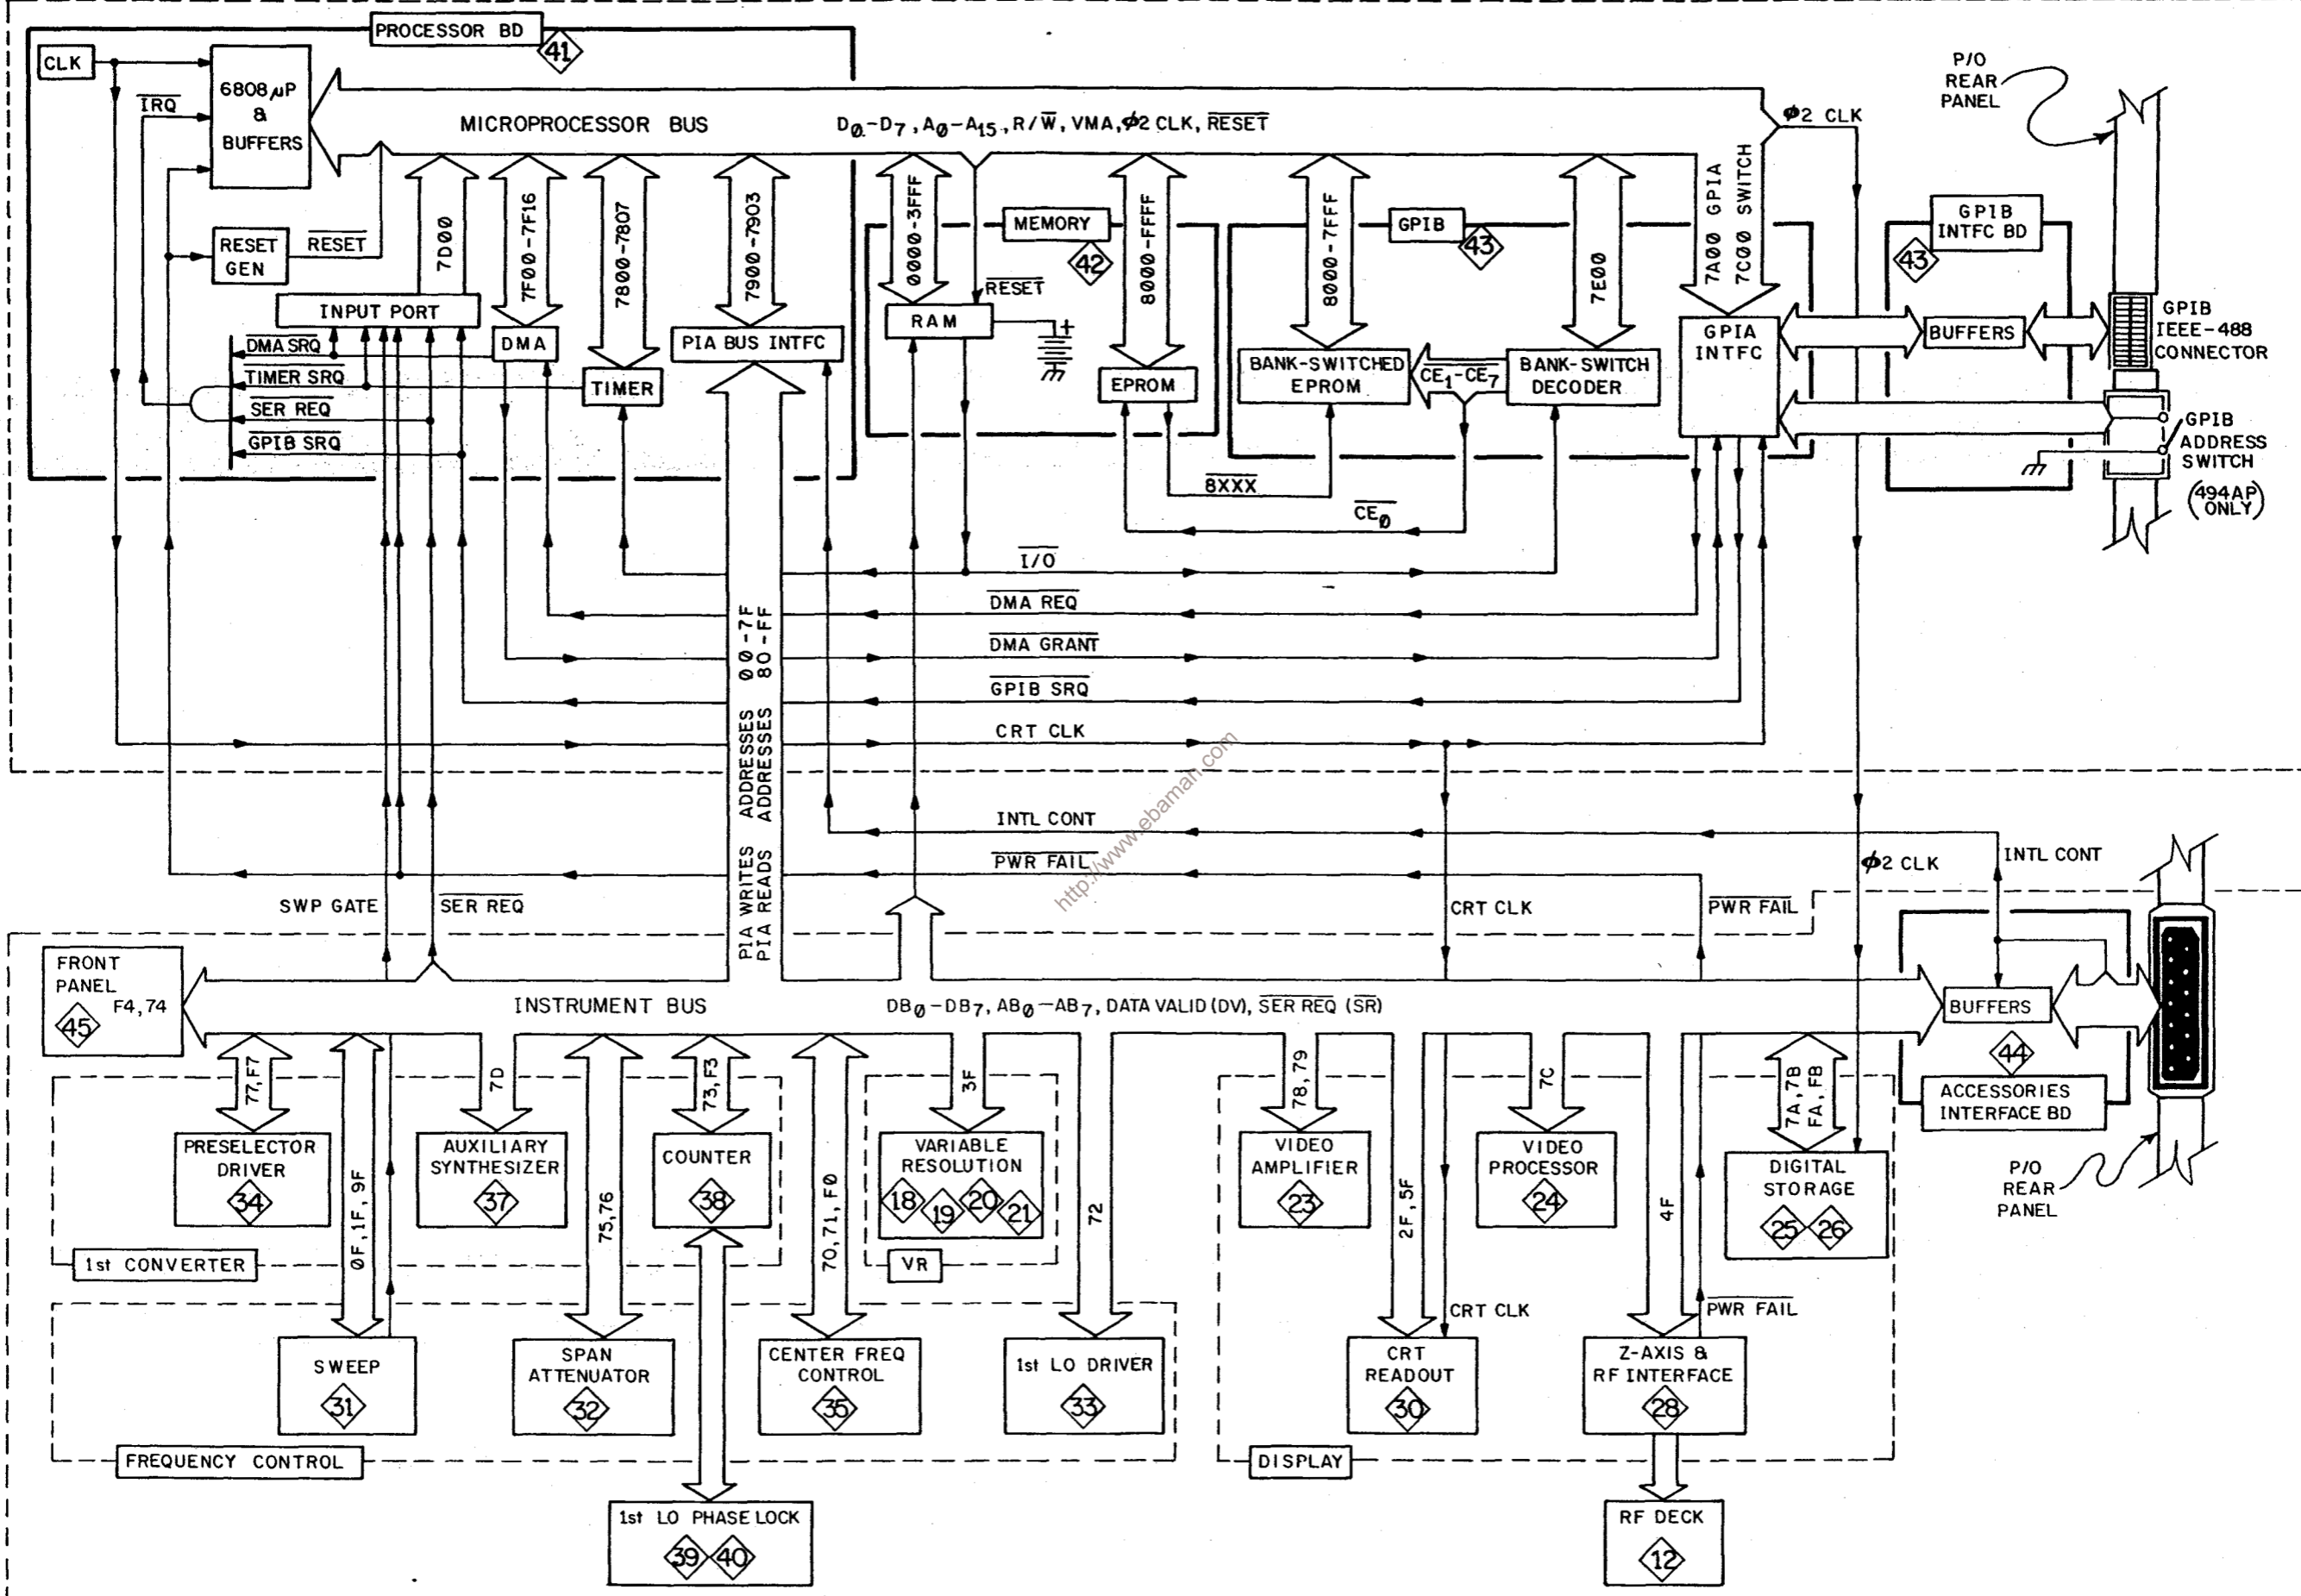 PROCESSOR BD
41
CLK
6808 µP
&
BUFFERS
IRQ
MICROPROCESSOR BUS
D0-D7, A0-A15, R/W, VMA, ϕ2 CLK, RESET
ϕ2 CLK
P/O
REAR
PANEL
RESET
GEN
RESET
7D00
7F00-7F16
7800-7807
7900-7903
0000-3FFF
MEMORY
42
RESET
8000-FFFF
8000-7FFF
GPIB
43
7E00
7A00 GPIA
7C00 SWITCH
GPIB
INTFC BD
43
INPUT PORT
DMA
TIMER
PIA BUS INTFC
RAM
+
EPROM
BANK-SWITCHED
EPROM
CE1-CE7
BANK-SWITCH
DECODER
GPIA
INTFC
BUFFERS
GPIB
IEEE-488
CONNECTOR
DMA SRQ
TIMER SRQ
SER REQ
GPIB SRQ
GPIB
ADDRESS
SWITCH
(494AP
ONLY)
8XXX
CE0
I/O
DMA REQ
DMA GRANT
GPIB SRQ
CRT CLK
PIA WRITES ADDRESSES 00-7F
PIA READS ADDRESSES 80-FF
http://www.ebaman.com
INTL CONT
PWR FAIL
SWP GATE
SER REQ
CRT CLK
PWR FAIL
ϕ2 CLK
INTL CONT
FRONT
PANEL
F4,74
45
INSTRUMENT BUS
DB0-DB7, AB0-AB7, DATA VALID (DV), SER REQ (SR)
BUFFERS
44
ACCESSORIES
INTERFACE BD
P/O
REAR
PANEL
77,F7
0F,1F,9F
7D
75,76
73,F3
70,71,F0
3F
72
78,79
2F,5F
7C
4F
7A,7B
FA,FB
PRESELECTOR
DRIVER
34
AUXILIARY
SYNTHESIZER
37
COUNTER
38
VARIABLE
RESOLUTION
18 19 20 21
VIDEO
AMPLIFIER
23
VIDEO
PROCESSOR
24
DIGITAL
STORAGE
25 26
1st CONVERTER
VR
CRT CLK
PWR FAIL
SWEEP
31
SPAN
ATTENUATOR
32
CENTER FREQ
CONTROL
35
1st LO DRIVER
33
CRT
READOUT
30
Z-AXIS &
RF INTERFACE
28
FREQUENCY CONTROL
DISPLAY
1st LO PHASE LOCK
39 40
RF DECK
12